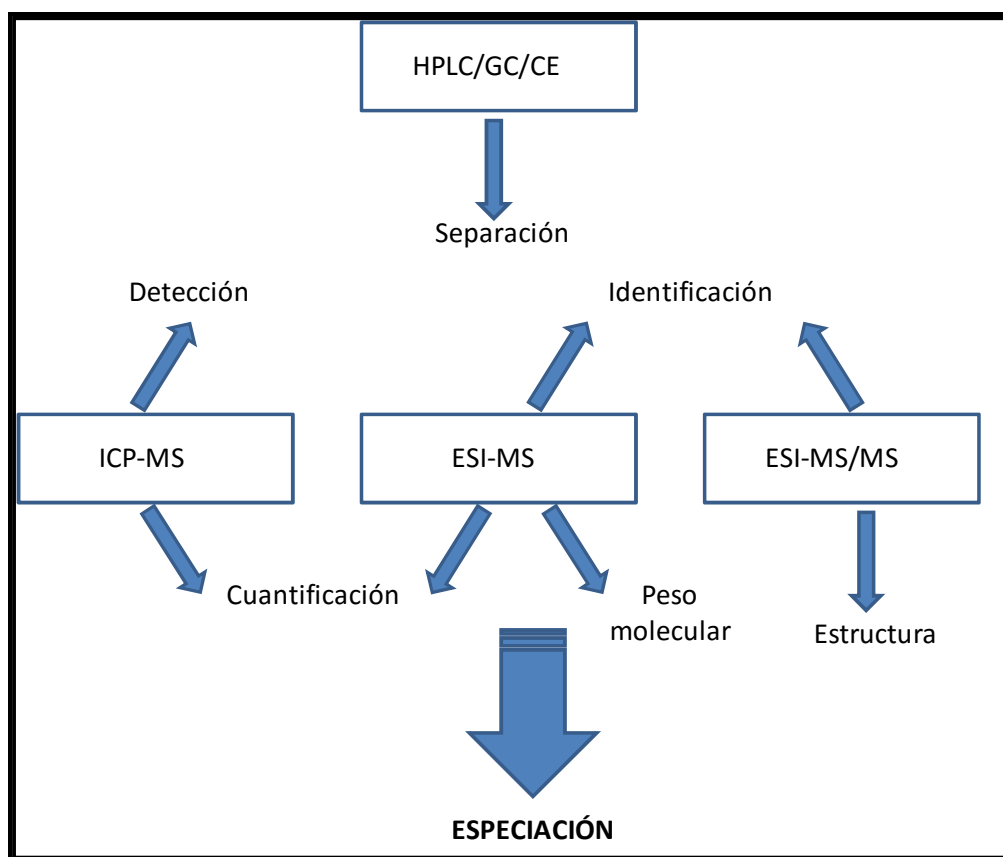 HPLC/GC/CE
Separación
Detección
Identificación
ICP-MS
ESI-MS
ESI-MS/MS
Cuantificación
Peso
molecular
Estructura
ESPECIACIÓN